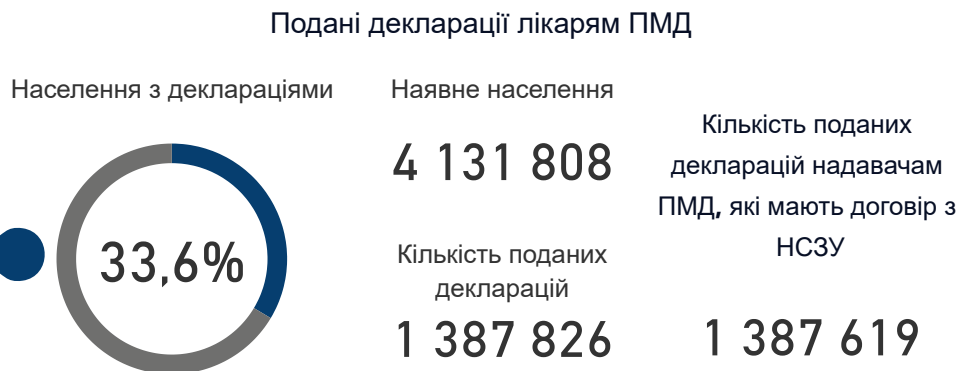 Подані декларації лікарям ПМД
Населення з деклараціями
33,6%
Наявне населення
4 131 808
Кількість поданих
декларацій
1 387 826
Кількість поданих
декларацій надавачам
ПМД, які мають договір з
НСЗУ
1 387 619